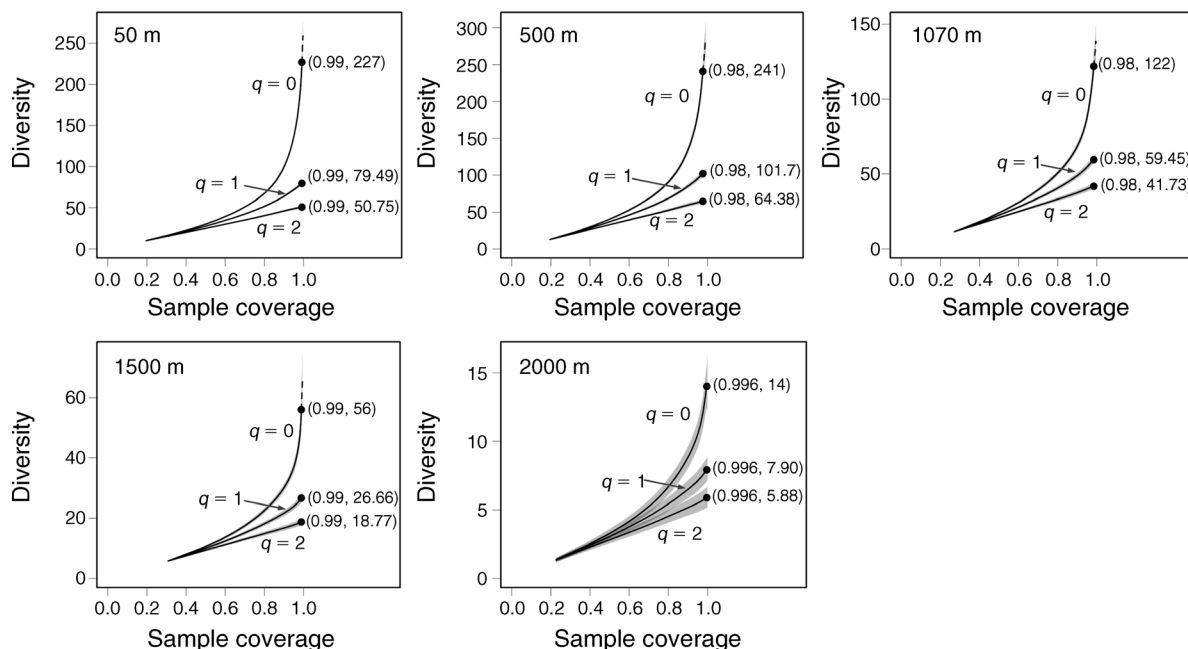 50 m
250
200
150
100
50
0
Diversity
q = 0
(0.99, 227)
q = 1
(0.99, 79.49)
(0.99, 50.75)
q = 2
0.0 0.2 0.4 0.6 0.8 1.0
Sample coverage
500 m
300
250
200
150
100
50
0
Diversity
q = 0
(0.98, 241)
q = 1
(0.98, 101.7)
(0.98, 64.38)
q = 2
0.0 0.2 0.4 0.6 0.8 1.0
Sample coverage
1070 m
150
100
50
0
Diversity
q = 0
(0.98, 122)
q = 1
(0.98, 59.45)
(0.98, 41.73)
q = 2
0.0 0.2 0.4 0.6 0.8 1.0
Sample coverage
1500 m
60
40
20
0
Diversity
q = 0
(0.99, 56)
q = 1
(0.99, 26.66)
(0.99, 18.77)
q = 2
0.0 0.2 0.4 0.6 0.8 1.0
Sample coverage
2000 m
15
10
5
0
Diversity
q = 0
(0.996, 14)
q = 1
(0.996, 7.90)
(0.996, 5.88)
q = 2
0.0 0.2 0.4 0.6 0.8 1.0
Sample coverage